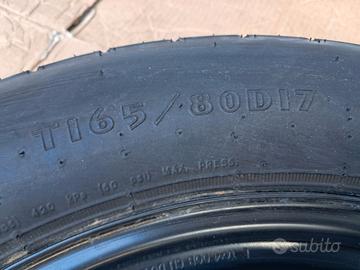 T165/80D17
420 KPa (60 PSI) MAX. PRESS.
subito